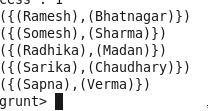 cess : 1
({(Ramesh),(Bhatnagar)})
({(Somesh),(Sharma)})
({(Radhika),(Madan)})
({(Sarika),(Chaudhary)})
({(Sapna),(Verma)})
grunt>